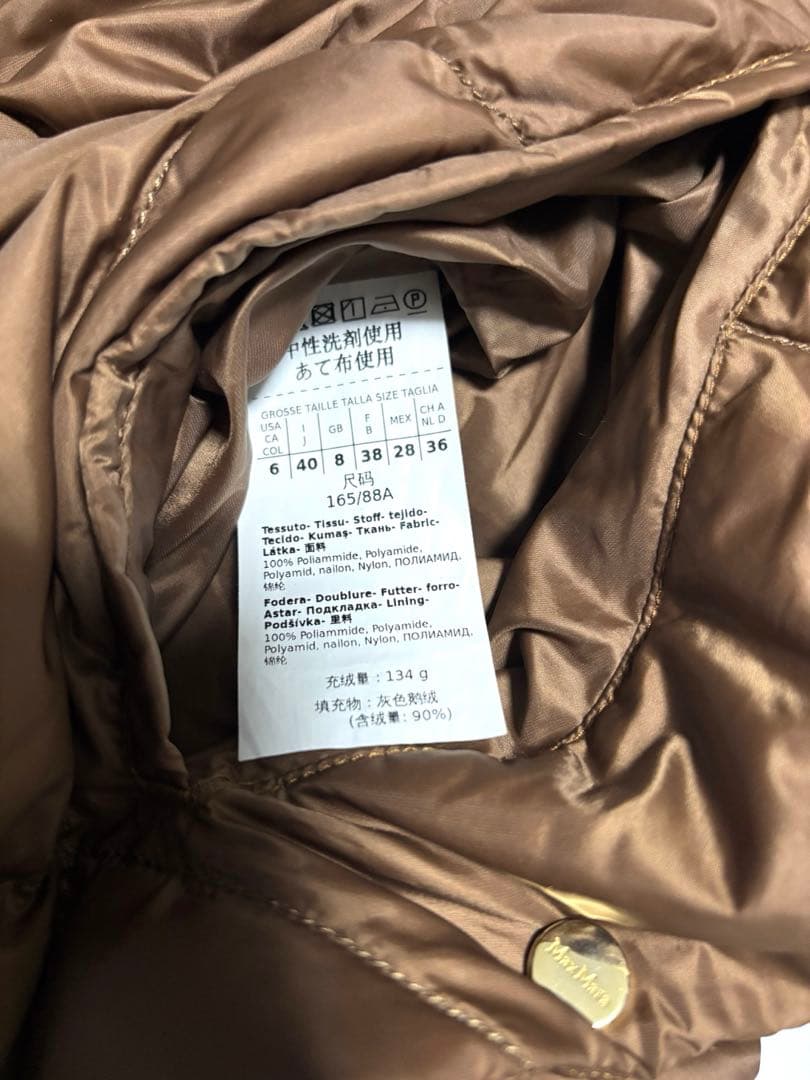 中性洗剤使用
あて布使用
GROSSE TAILLE TALLA SIZE TAGLIA
USA CA COL I J GB F B MEX CH A NL D
6 40 8 38 28 36
尺码
165/88A
Tessuto- Tissu- Stoff- tejido-
Tecido- Kumaş- Ткань- Fabric-
Látka- 面料
100% Poliammide, Polyamide,
Polyamid, nailon, Nylon, ПОЛИАМИД,
锦纶
Fodera- Doublure- Futter- forro-
Astar- Подкладка- Lining-
Podšívka- 里料
100% Poliammide, Polyamide,
Polyamid, nailon, Nylon, ПОЛИАМИД,
锦纶
充绒量：134 g
填充物：灰色鹅绒
(含绒量: 90%)
MaxMara